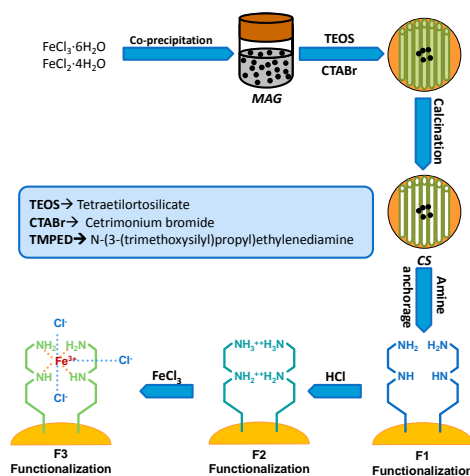 FeCl₃·6H₂O
FeCl₂·4H₂O
Co-precipitation
MAG
TEOS
CTABr
Calcination
TEOS→ Tetraetilortosilicate
CTABr→ Cetrimonium bromide
TMPED→ N-(3-(trimethoxysilyl)propyl)ethylenediamine
CS
Amine
anchorage
Cl⁻
NH₂ H₂N
Fe³⁺
Cl⁻
NH HN
Cl⁻
FeCl₃
NH₃⁺⁺H₃N
NH₂⁺⁺H₂N
HCl
NH₂ H₂N
NH HN
F3
Functionalization
F2
Functionalization
F1
Functionalization